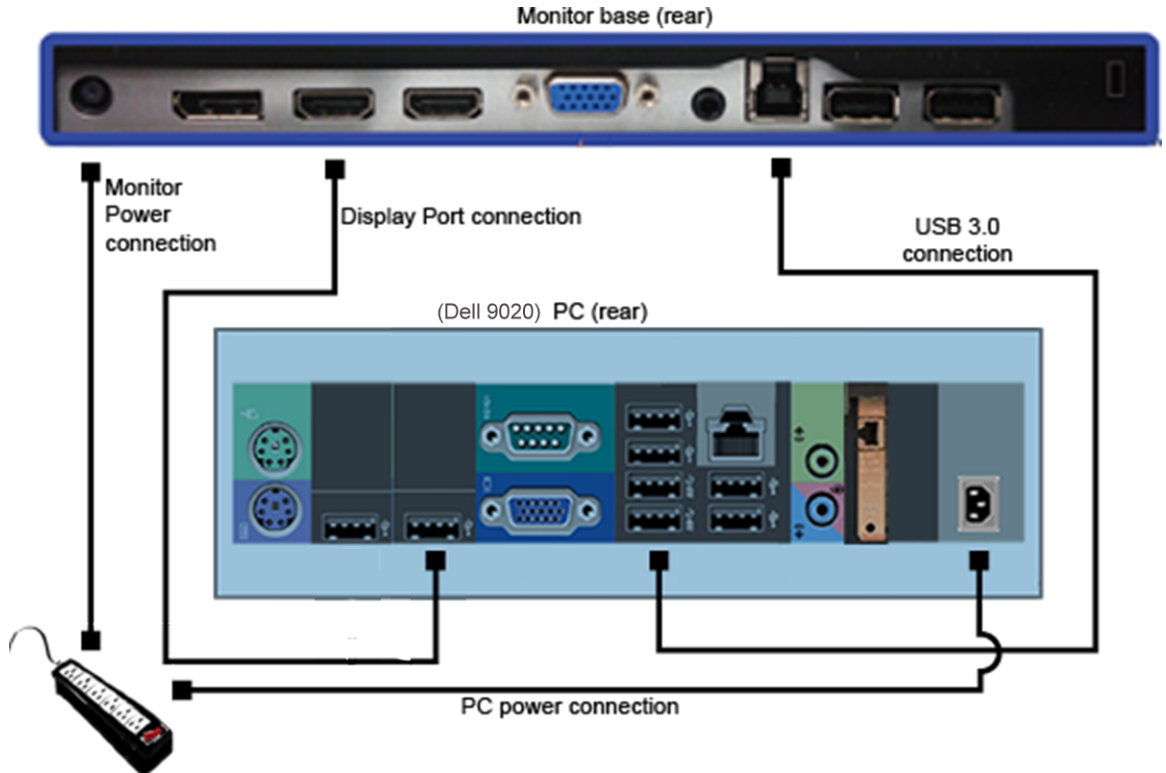 Monitor base (rear)
Monitor
Power
connection
Display Port connection
USB 3.0
connection
(Dell 9020) PC (rear)
PC power connection